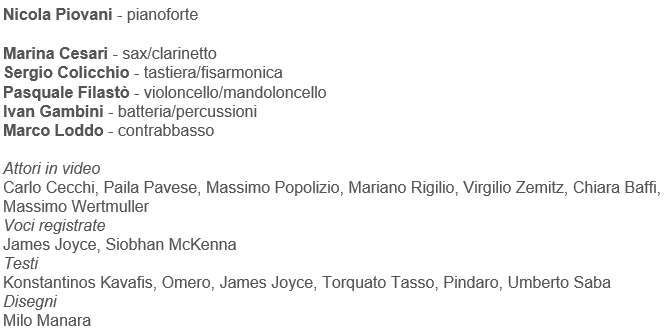 Nicola Piovani - pianoforte
Marina Cesari - sax/clarinetto
Sergio Colicchio - tastiera/fisarmonica
Pasquale Filastò - violoncello/mandoloncello
Ivan Gambini - batteria/percussioni
Marco Loddo - contrabbasso
Attori in video
Carlo Cecchi, Paila Pavese, Massimo Popolizio, Mariano Rigilio, Virgilio Zemitz, Chiara Baffi,
Massimo Wertmuller
Voci registrate
James Joyce, Siobhan McKenna
Testi
Konstantinos Kavafis, Omero, James Joyce, Torquato Tasso, Pindaro, Umberto Saba
Disegni
Milo Manara